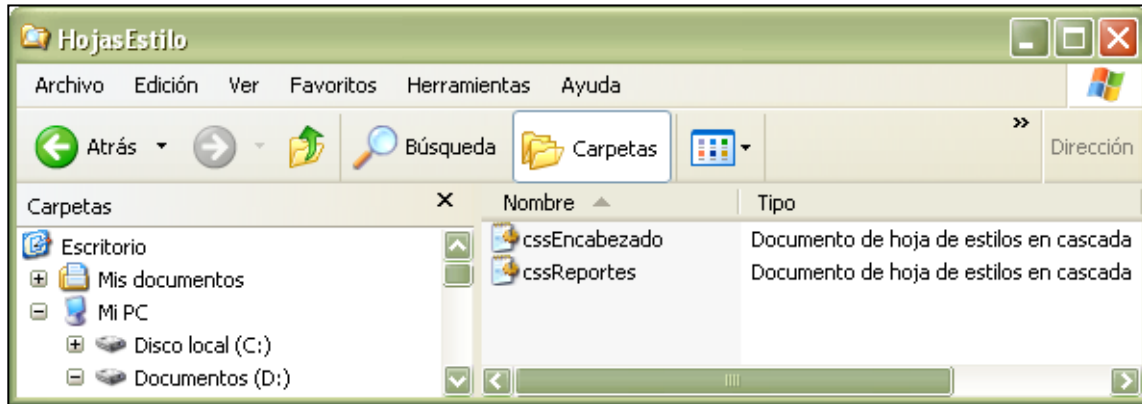 HojasEstilo
Archivo Edición Ver Favoritos Herramientas Ayuda
Atrás Búsqueda Carpetas Dirección
Carpetas Nombre Tipo
Escritorio cssEncabezado Documento de hoja de estilos en cascada
Mis documentos cssReportes Documento de hoja de estilos en cascada
Mi PC
Disco local (C:)
Documentos (D:)